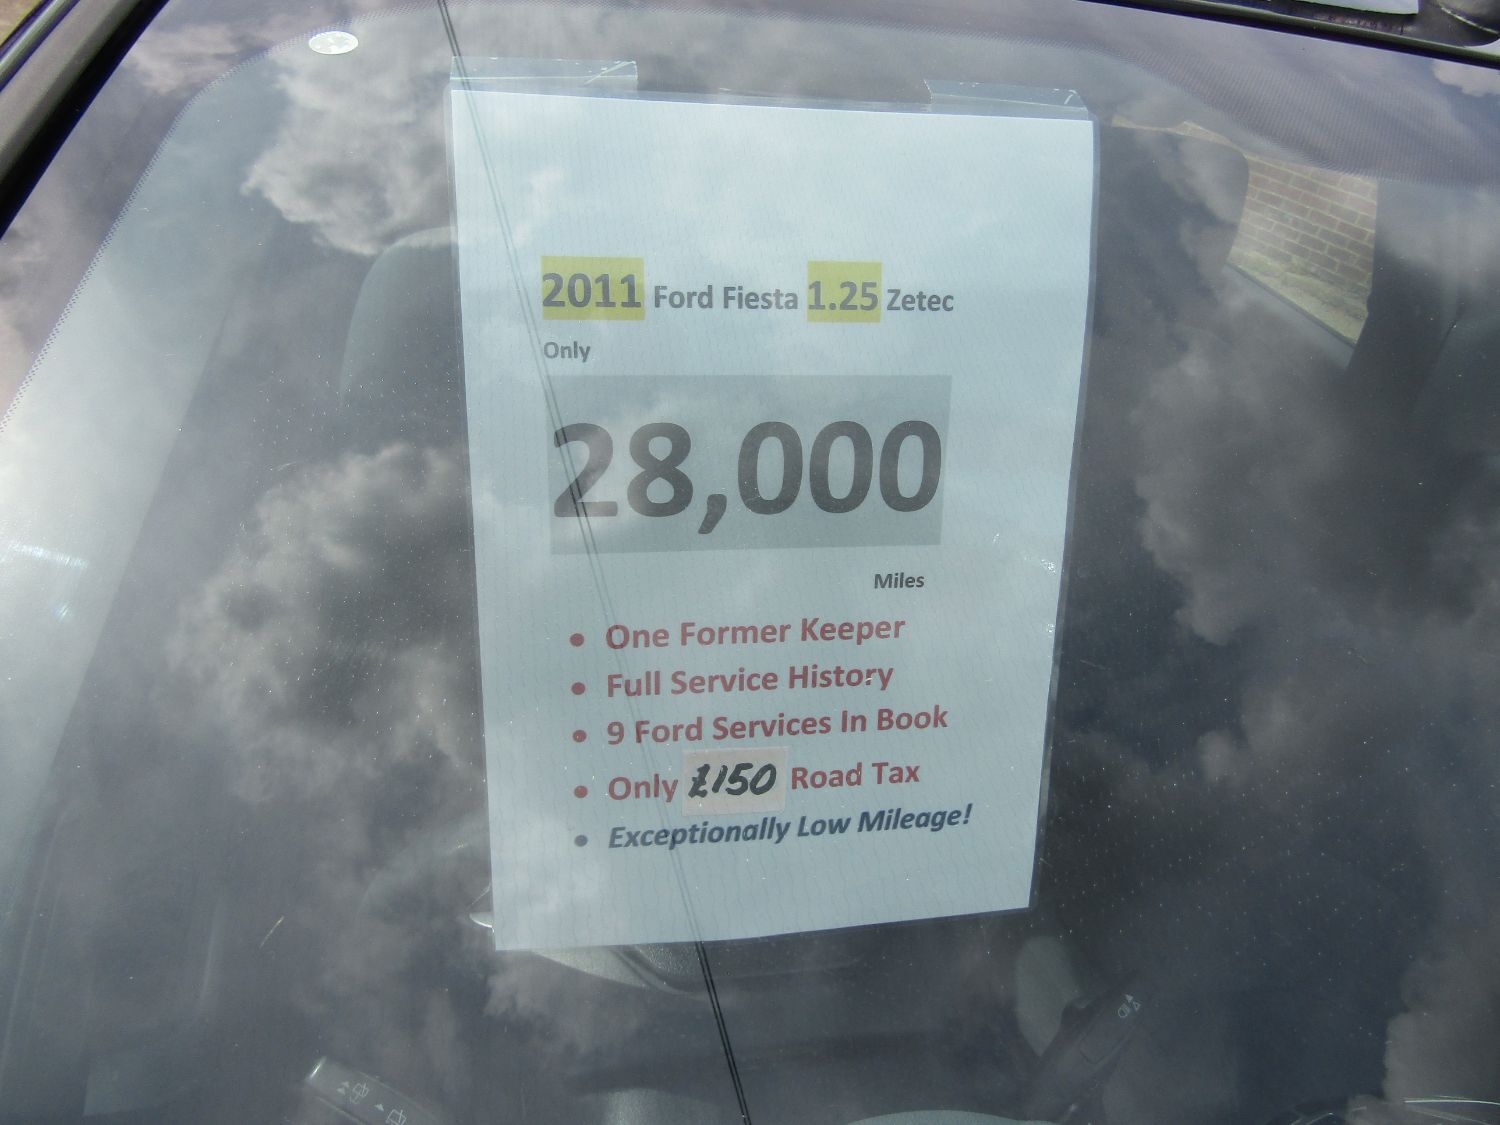 2011 Ford Fiesta 1.25 Zetec
Only
28,000
Miles
• One Former Keeper
• Full Service History
• 9 Ford Services In Book
• Only £150 Road Tax
• Exceptionally Low Mileage!